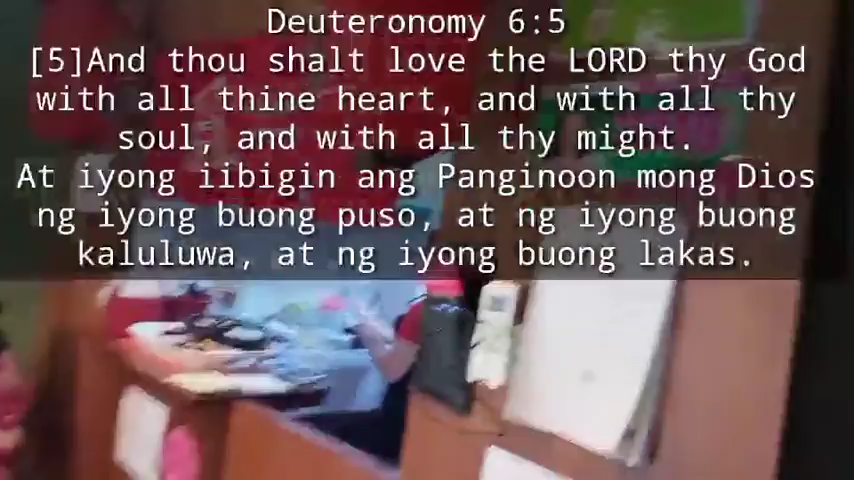 Deuteronomy 6:5
[5]And thou shalt love the LORD thy God
with all thine heart, and with all thy
soul, and with all thy might.
At iyong iibigin ang Panginoon mong Dios
ng iyong buong puso, at ng iyong buong
kaluluwa, at ng iyong buong lakas.